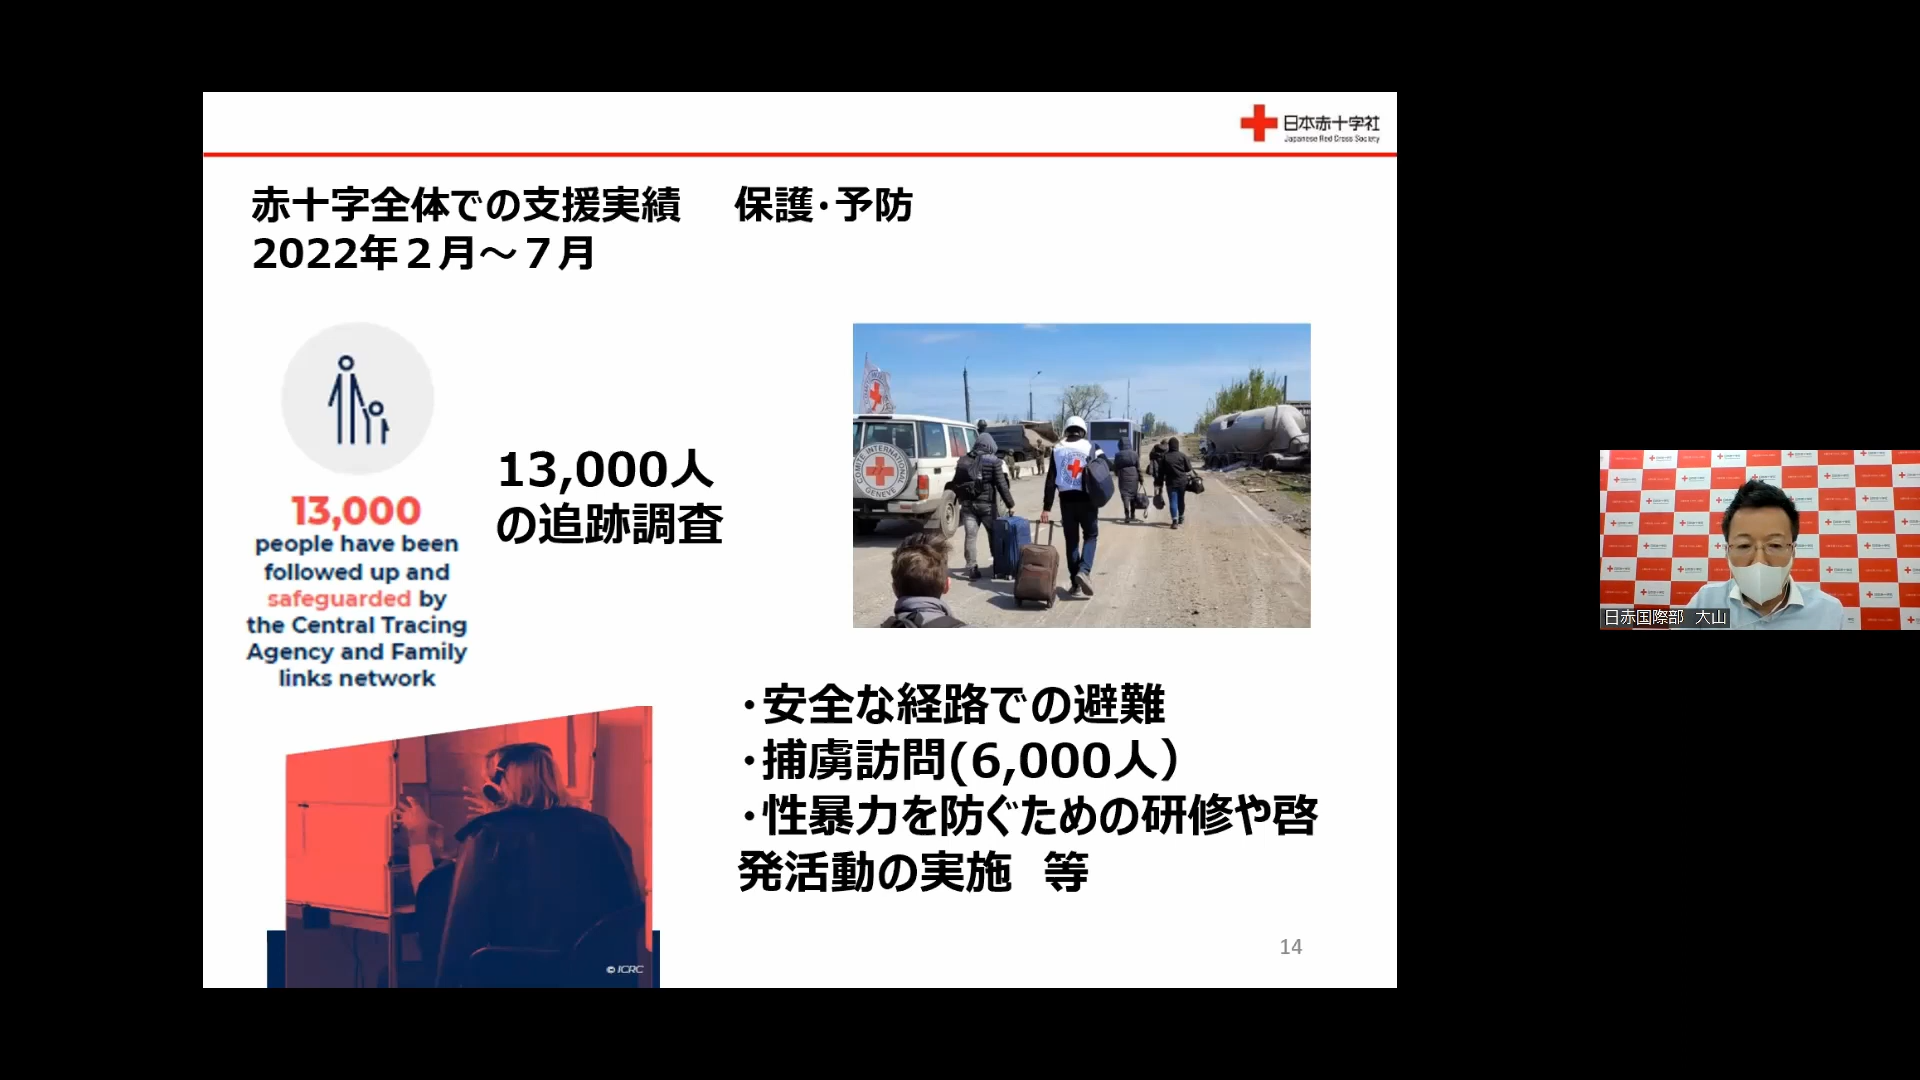 日本赤十字社
Japanese Red Cross Society
赤十字全体での支援実績　保護･予防
2022年２月～７月
13,000
people have been
followed up and
safeguarded by
the Central Tracing
Agency and Family
links network
13,000人
の追跡調査
COMITE INTERNATIONAL
GENEVE
･安全な経路での避難
･捕虜訪問(6,000人）
･性暴力を防ぐための研修や啓
発活動の実施　等
© ICRC
14
日赤国際部　大山